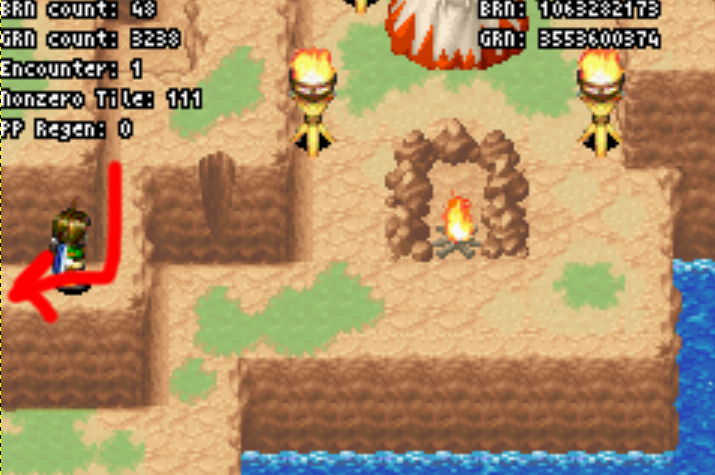 BRN count: 48
BRN: 1063282173
GRN count: 3238
GRN: 3553600374
Encounter: 1
Nonzero Tile: 111
PP Regen: 0